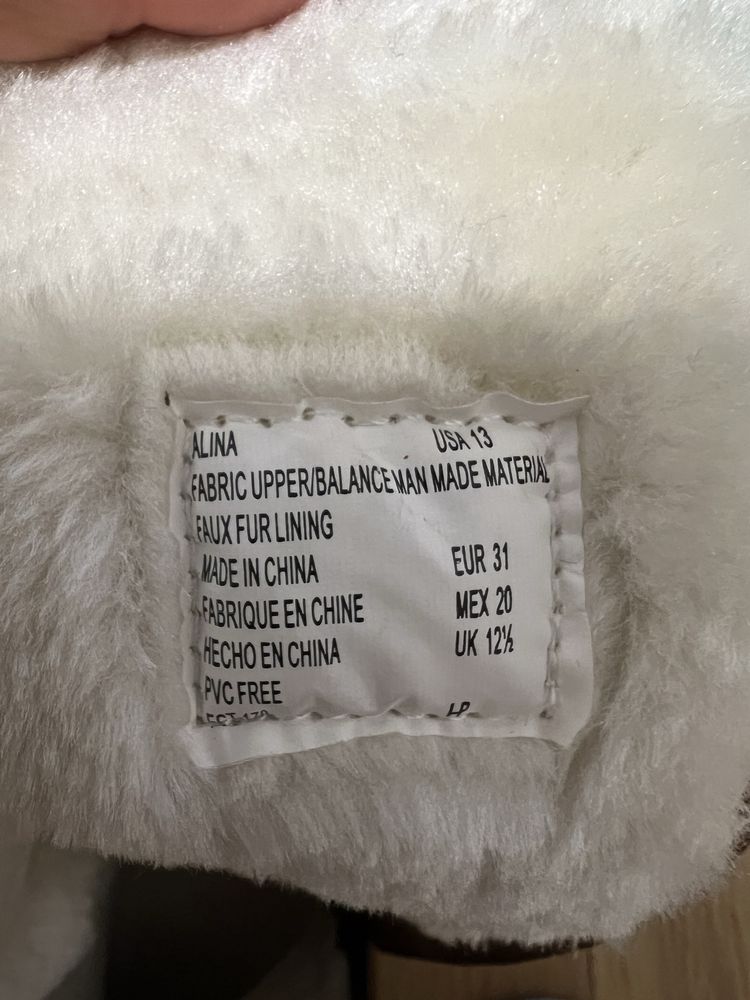 ALINA USA 13
FABRIC UPPER/BALANCE MAN MADE MATERIAL
FAUX FUR LINING
MADE IN CHINA EUR 31
FABRIQUE EN CHINE MEX 20
HECHO EN CHINA UK 12½
PVC FREE
LP